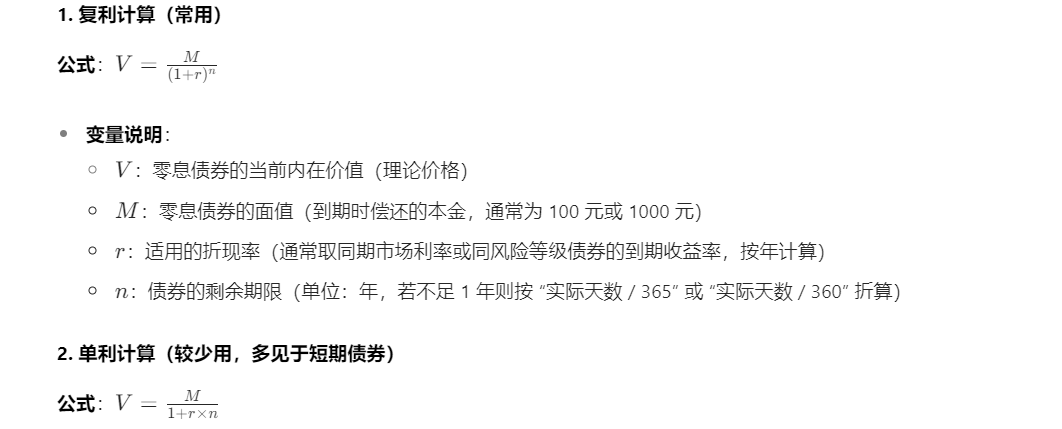 1. 复利计算（常用）
公式：V = \frac{M}{(1+r)^n}
变量说明：
V：零息债券的当前内在价值（理论价格）
M：零息债券的面值（到期时偿还的本金，通常为 100 元或 1000 元）
r：适用的折现率（通常取同期市场利率或同风险等级债券的到期收益率，按年计算）
n：债券的剩余期限（单位：年，若不足 1 年则按 “实际天数 / 365” 或 “实际天数 / 360” 折算）
2. 单利计算（较少用，多见于短期债券）
公式：V = \frac{M}{1+r×n}